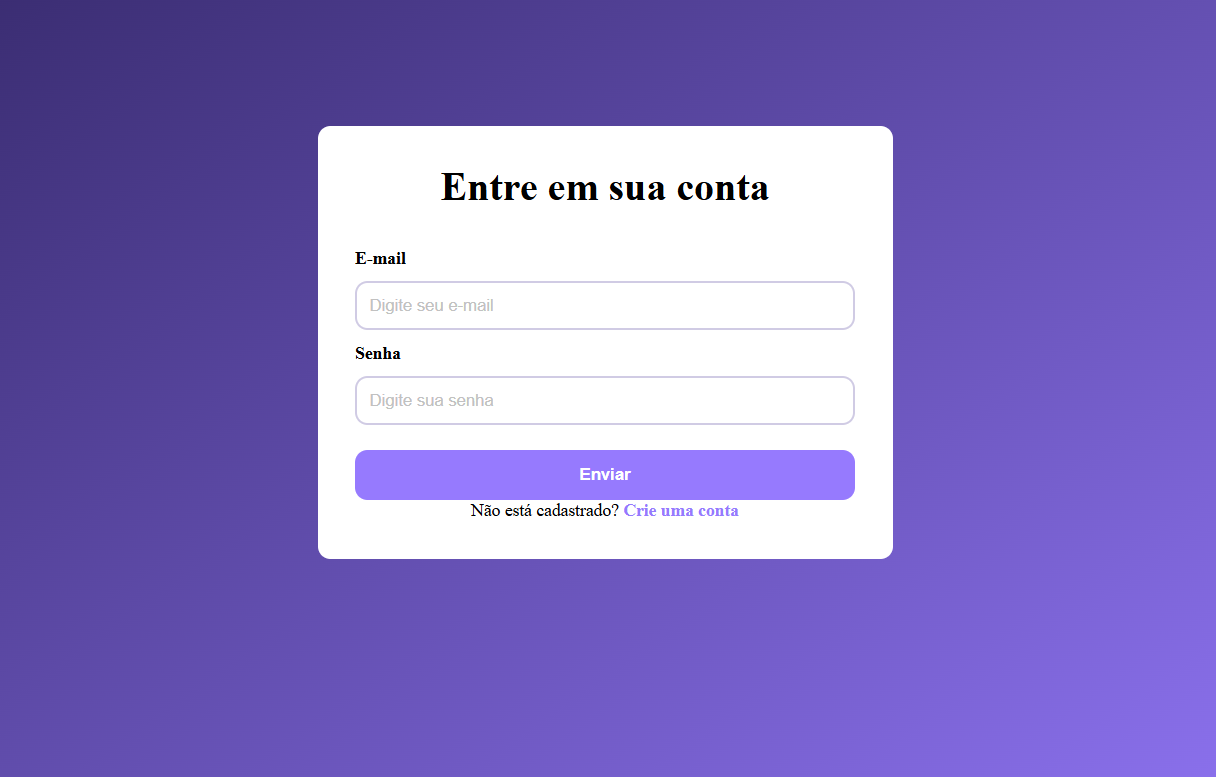 Entre em sua conta
E-mail
Digite seu e-mail
Senha
Digite sua senha
Enviar
Não está cadastrado? Crie uma conta